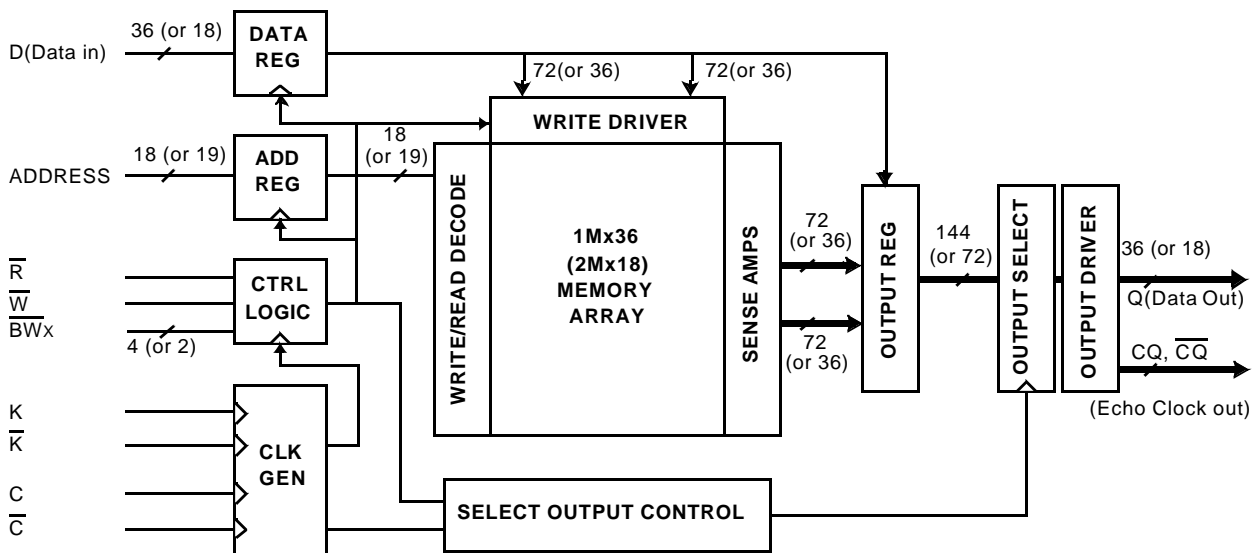 D(Data in)
36 (or 18)
DATA
REG
72(or 36)
72(or 36)
WRITE DRIVER
ADDRESS
18 (or 19)
ADD
REG
18
(or 19)
WRITE/READ DECODE
1Mx36
(2Mx18)
MEMORY
ARRAY
SENSE AMPS
72
(or 36)
72
(or 36)
OUTPUT REG
144
(or 72)
OUTPUT SELECT
OUTPUT DRIVER
36 (or 18)
Q(Data Out)
CQ, C̅Q̅
(Echo Clock out)
R̅
W̅
B̅W̅x
4 (or 2)
CTRL
LOGIC
K
K̅
C
C̅
CLK
GEN
SELECT OUTPUT CONTROL